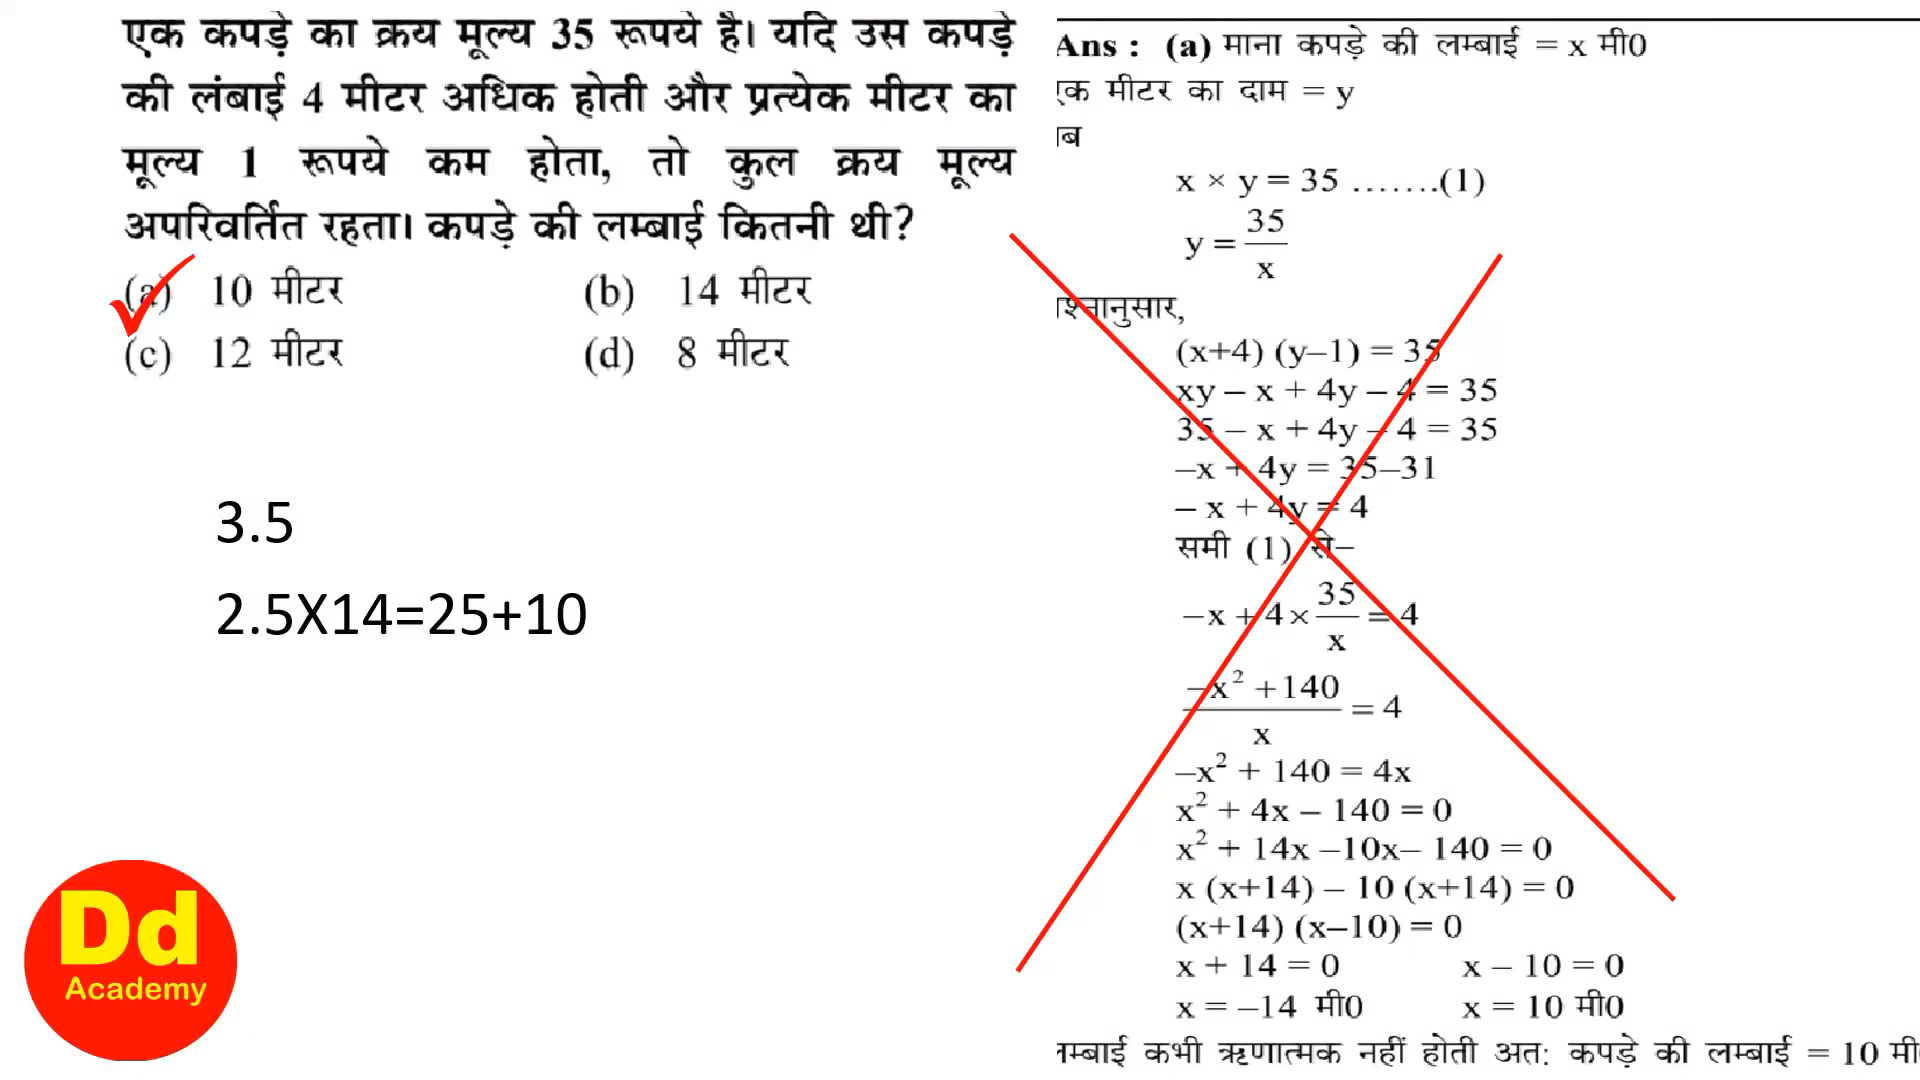 एक कपड़े का क्रय मूल्य 35 रूपये है। यदि उस कपड़े
की लंबाई 4 मीटर अधिक होती और प्रत्येक मीटर का
मूल्य 1 रूपये कम होता, तो कुल क्रय मूल्य
अपरिवर्तित रहता। कपड़े की लम्बाई कितनी थी?
(a) 10 मीटर (b) 14 मीटर
(c) 12 मीटर (d) 8 मीटर
3.5
2.5X14=25+10
Dd
Academy
Ans : (a) माना कपड़े की लम्बाई = x मी0
एक मीटर का दाम = y
x × y = 35 .......(1)
y = 35/x
(x+4) (y–1) = 35
xy – x + 4y – 4 = 35
35 – x + 4y – 4 = 35
–x + 4y = 35–31
– x + 4y = 4
समी (1) से–
–x + 4 × 35/x = 4
(–x² + 140)/x = 4
–x² + 140 = 4x
x² + 4x – 140 = 0
x² + 14x –10x– 140 = 0
x (x+14) – 10 (x+14) = 0
(x+14) (x–10) = 0
x + 14 = 0 x – 10 = 0
x = –14 मी0 x = 10 मी0
लम्बाई कभी ऋणात्मक नहीं होती अत: कपड़े की लम्बाई = 10